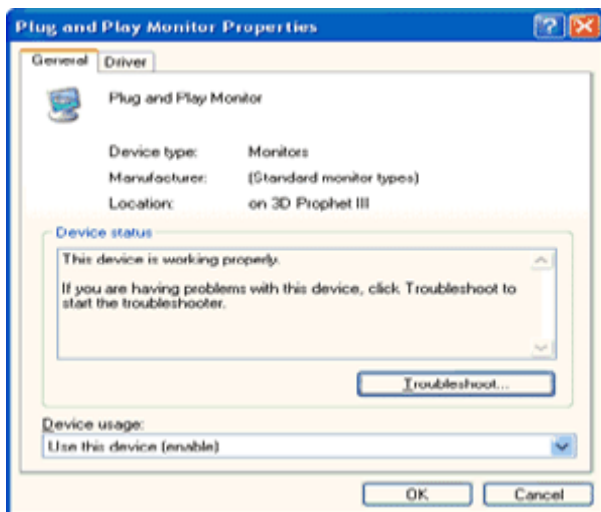 Plug and Play Monitor Properties
General Driver
Plug and Play Monitor
Device type: Monitors
Manufacturer: (Standard monitor types)
Location: on 3D Prophet III
Device status
This device is working properly.
If you are having problems with this device, click Troubleshoot to
start the troubleshooter.
Troubleshoot...
Device usage:
Use this device (enable)
OK Cancel